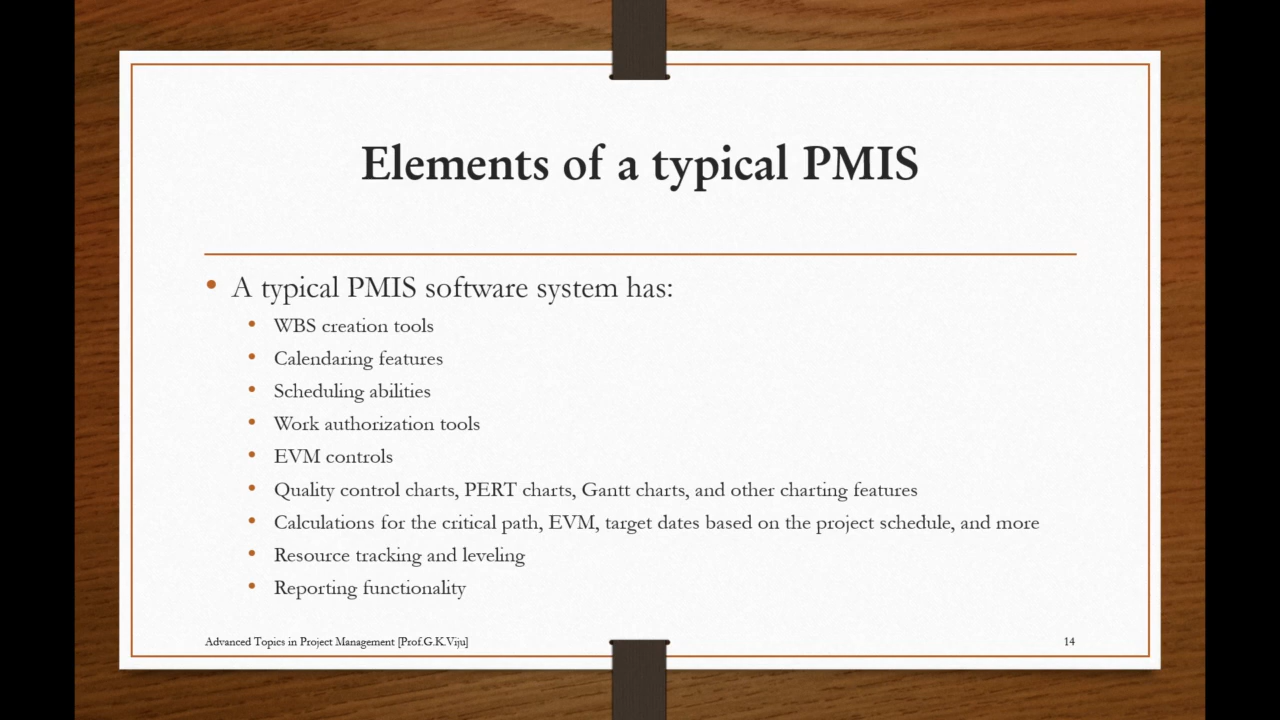 Elements of a typical PMIS
• A typical PMIS software system has:
• WBS creation tools
• Calendaring features
• Scheduling abilities
• Work authorization tools
• EVM controls
• Quality control charts, PERT charts, Gantt charts, and other charting features
• Calculations for the critical path, EVM, target dates based on the project schedule, and more
• Resource tracking and leveling
• Reporting functionality
Advanced Topics in Project Management [Prof.G.K.Viju]
14